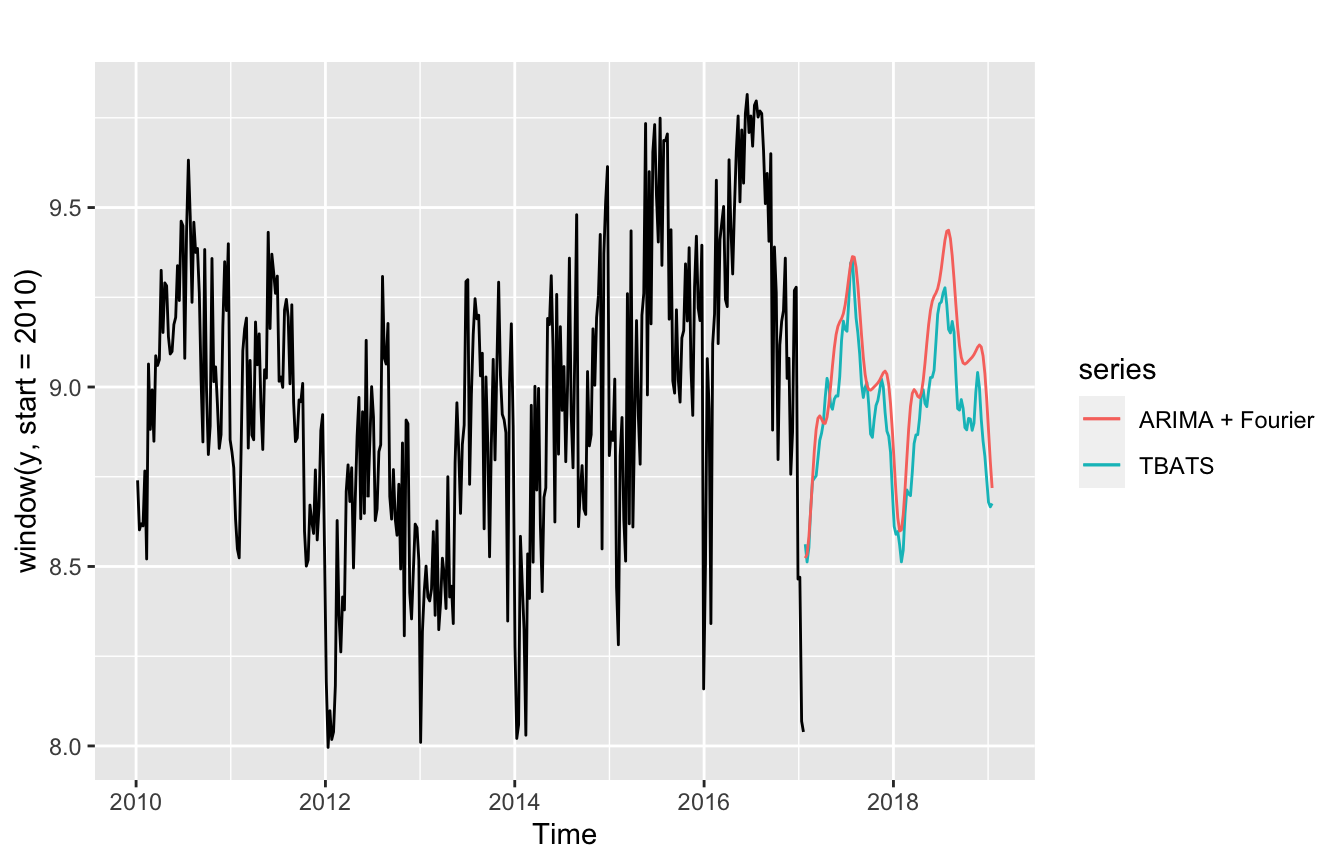 window(y, start = 2010)
9.5
9.0
8.5
8.0
2010 2012 2014 2016 2018
Time
series
ARIMA + Fourier
TBATS